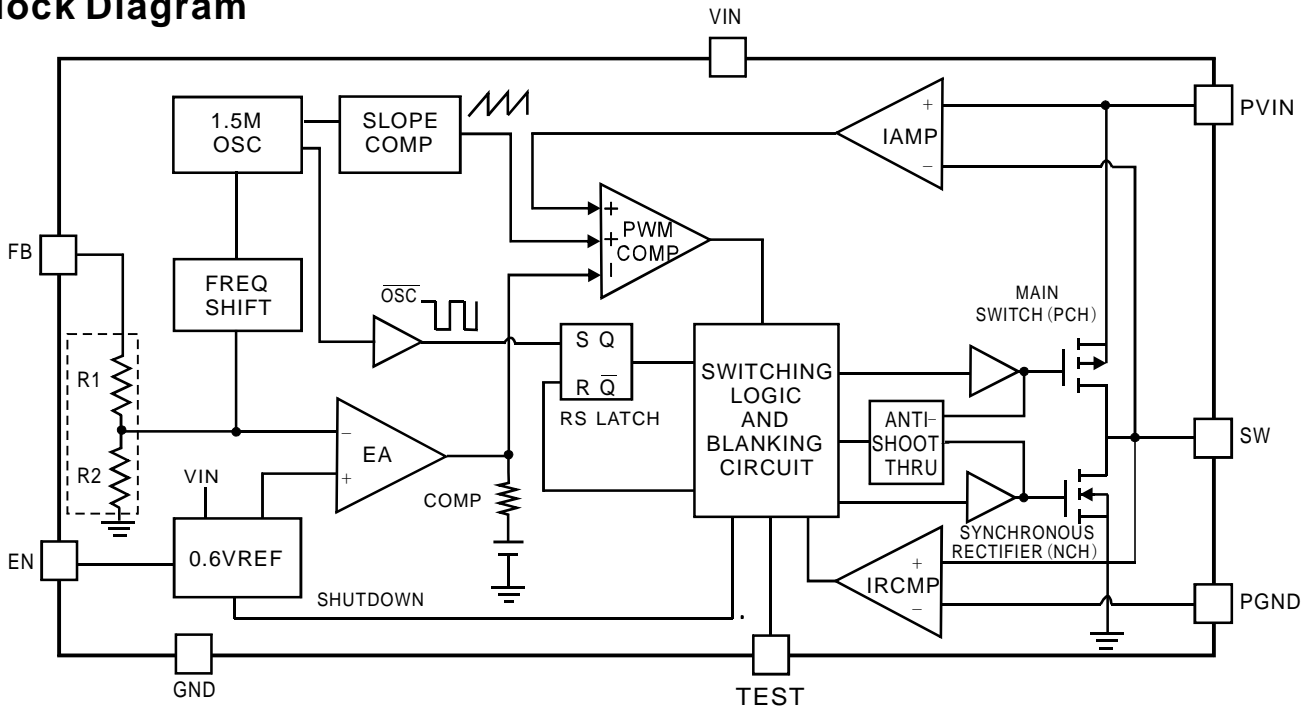 lock Diagram
VIN
1.5M
OSC
SLOPE
COMP
+
IAMP
−
PVIN
FB
FREQ
SHIFT
+
+
−
PWM
COMP
OSC
MAIN
SWITCH (PCH)
S Q
R Q
RS LATCH
SWITCHING
LOGIC
AND
BLANKING
CIRCUIT
ANTI-
SHOOT
THRU
R1
R2
−
EA
+
COMP
SW
VIN
EN
0.6VREF
SHUTDOWN
SYNCHRONOUS
RECTIFIER (NCH)
+
IRCMP
−
PGND
GND
TEST